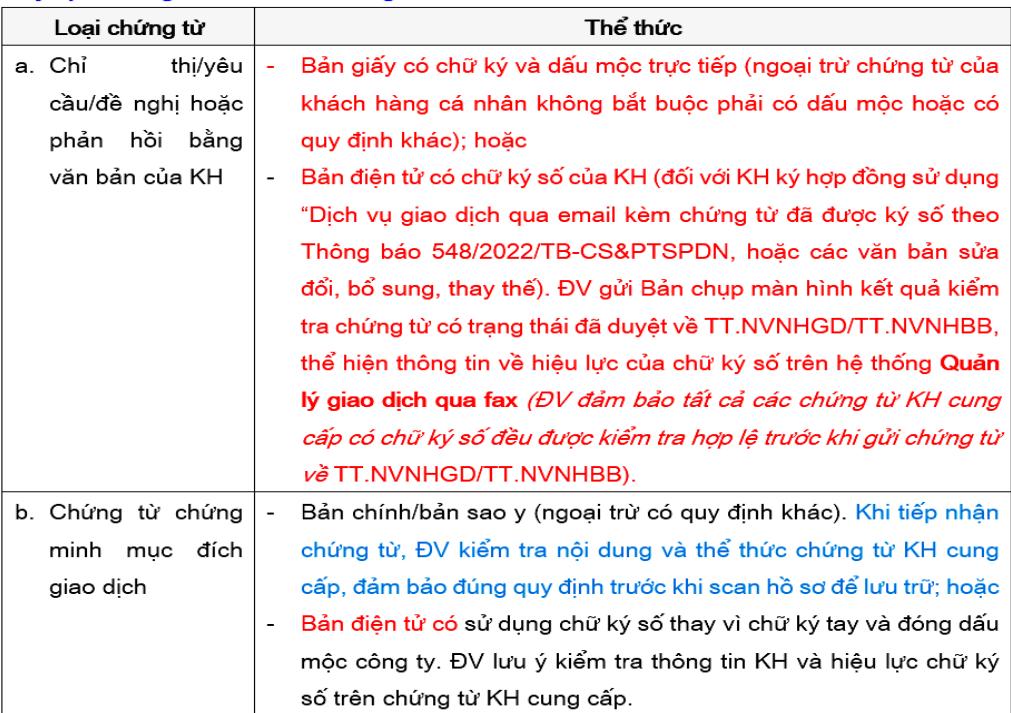 Loại chứng từ
Thể thức
a. Chỉ thị/yêu
cầu/đề nghị hoặc
phản hồi bằng
văn bản của KH
- Bản giấy có chữ ký và dấu mộc trực tiếp (ngoại trừ chứng từ của
khách hàng cá nhân không bắt buộc phải có dấu mộc hoặc có
quy định khác); hoặc
- Bản điện tử có chữ ký số của KH (đối với KH ký hợp đồng sử dụng
“Dịch vụ giao dịch qua email kèm chứng từ đã được ký số theo
Thông báo 548/2022/TB-CS&PTSPDN, hoặc các văn bản sửa
đổi, bổ sung, thay thế). ĐV gửi Bản chụp màn hình kết quả kiểm
tra chứng từ có trạng thái đã duyệt về TT.NVNHGD/TT.NVNHBB,
thể hiện thông tin về hiệu lực của chữ ký số trên hệ thống Quản
lý giao dịch qua fax (ĐV đảm bảo tất cả các chứng từ KH cung
cấp có chữ ký số đều được kiểm tra hợp lệ trước khi gửi chứng từ
về TT.NVNHGD/TT.NVNHBB).
b. Chứng từ chứng
minh mục đích
giao dịch
- Bản chính/bản sao y (ngoại trừ có quy định khác). Khi tiếp nhận
chứng từ, ĐV kiểm tra nội dung và thể thức chứng từ KH cung
cấp, đảm bảo đúng quy định trước khi scan hồ sơ để lưu trữ; hoặc
- Bản điện tử có sử dụng chữ ký số thay vì chữ ký tay và đóng dấu
mộc công ty. ĐV lưu ý kiểm tra thông tin KH và hiệu lực chữ ký
số trên chứng từ KH cung cấp.